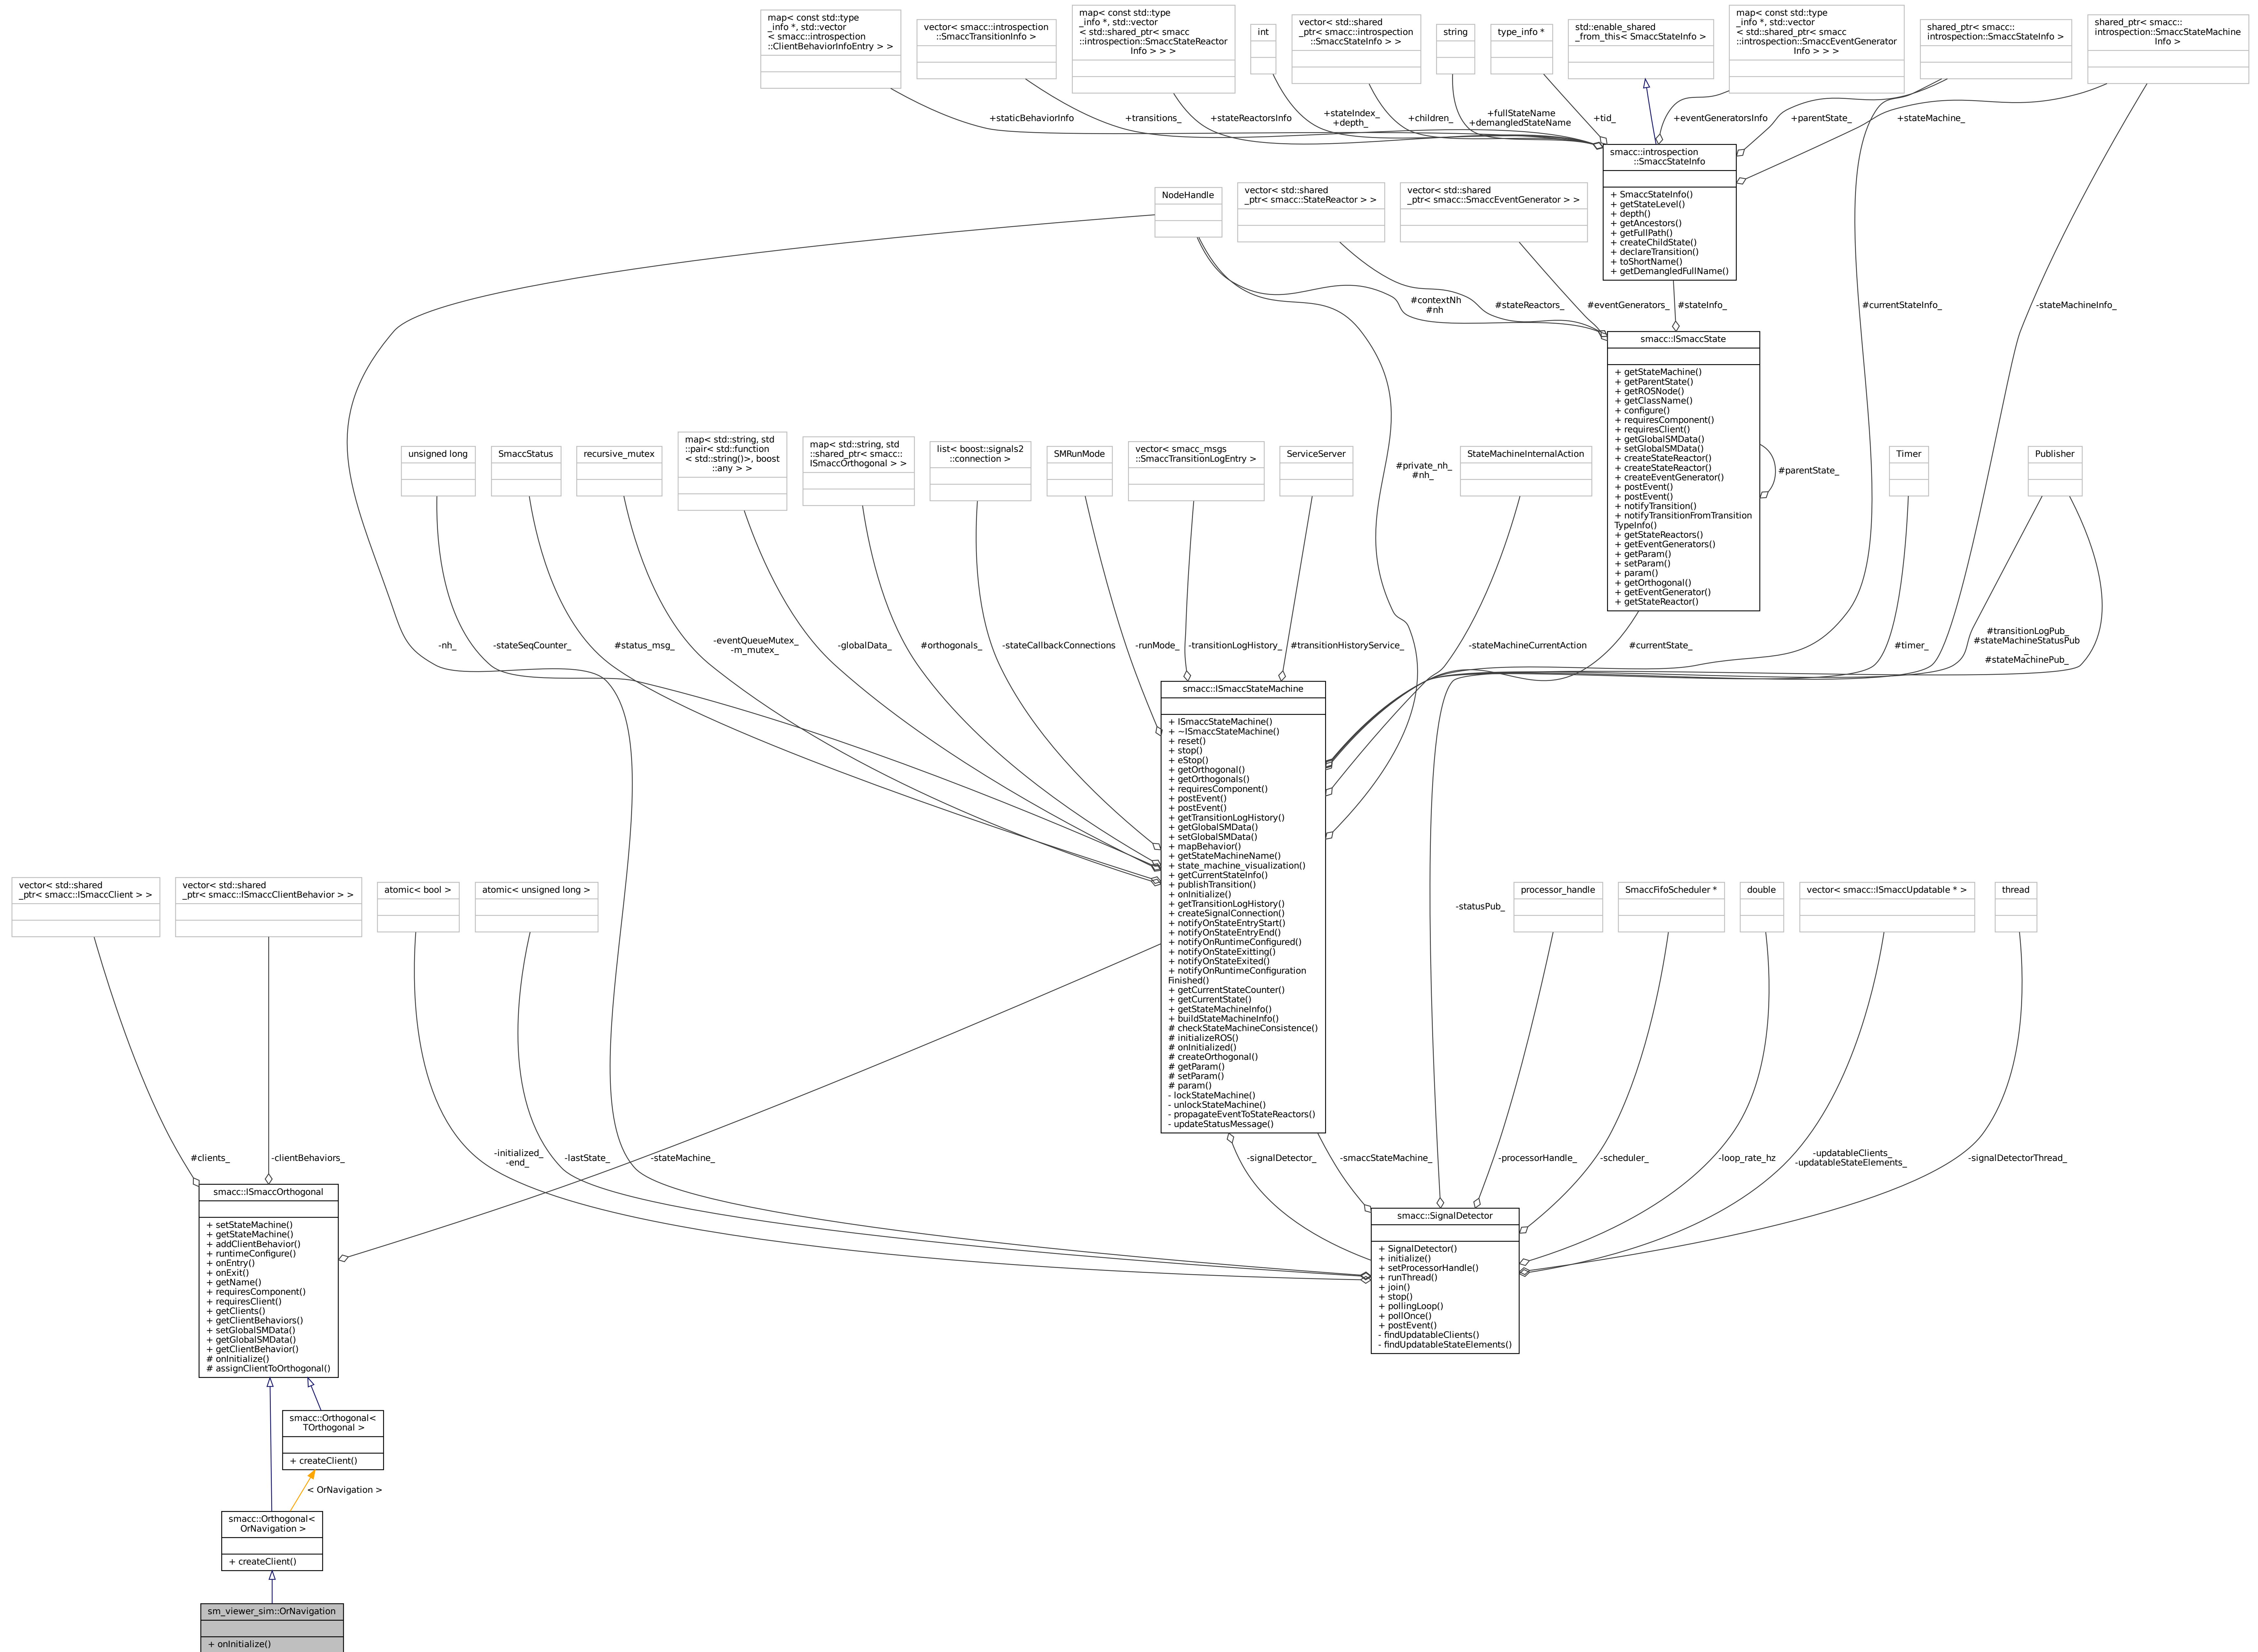 map< const std::type
_info *, std::vector
< smacc::introspection
::ClientBehaviorInfoEntry > >
vector< smacc::introspection
::SmaccTransitionInfo >
map< const std::type
_info *, std::vector
< std::shared_ptr< smacc
::introspection::SmaccStateReactor
Info > > >
int
vector< std::shared
_ptr< smacc::introspection
::SmaccStateInfo > >
string
type_info *
std::enable_shared
_from_this< SmaccStateInfo >
map< const std::type
_info *, std::vector
< std::shared_ptr< smacc
::introspection::SmaccEventGenerator
Info > > >
shared_ptr< smacc::
introspection::SmaccStateInfo >
shared_ptr< smacc::
introspection::SmaccStateMachine
Info >
+staticBehaviorInfo
+transitions_
+stateReactorsInfo
+stateIndex_
+depth_
+children_
+fullStateName
+demangledStateName
+tid_
+eventGeneratorsInfo
+parentState_
+stateMachine_
smacc::introspection
::SmaccStateInfo
+ SmaccStateInfo()
+ getStateLevel()
+ depth()
+ getAncestors()
+ getFullPath()
+ createChildState()
+ declareTransition()
+ toShortName()
+ getDemangledFullName()
NodeHandle
vector< std::shared
_ptr< smacc::StateReactor > >
vector< std::shared
_ptr< smacc::SmaccEventGenerator > >
#contextNh
#nh
#stateReactors_
#eventGenerators_
#stateInfo_
#currentStateInfo_
-stateMachineInfo_
smacc::ISmaccState
+ getStateMachine()
+ getParentState()
+ getROSNode()
+ getClassName()
+ configure()
+ requiresComponent()
+ requiresClient()
+ getGlobalSMData()
+ setGlobalSMData()
+ createStateReactor()
+ createStateReactor()
+ createEventGenerator()
+ postEvent()
+ postEvent()
+ notifyTransition()
+ notifyTransitionFromTransition
TypeInfo()
+ getStateReactors()
+ getEventGenerators()
+ getParam()
+ setParam()
+ param()
+ getOrthogonal()
+ getEventGenerator()
+ getStateReactor()
#parentState_
unsigned long
SmaccStatus
recursive_mutex
map< std::string, std
::pair< std::function
< std::string()>, boost
::any > >
map< std::string, std
::shared_ptr< smacc::
ISmaccOrthogonal > >
list< boost::signals2
::connection >
SMRunMode
vector< smacc_msgs
::SmaccTransitionLogEntry >
ServiceServer
#private_nh_
#nh_
StateMachineInternalAction
Timer
Publisher
-nh_
-stateSeqCounter_
#status_msg_
-eventQueueMutex_
-m_mutex_
-globalData_
#orthogonals_
-stateCallbackConnections
-runMode_
-transitionLogHistory_
#transitionHistoryService_
-stateMachineCurrentAction
#currentState_
#timer_
#transitionLogPub_
#stateMachineStatusPub
_
#stateMachinePub_
smacc::ISmaccStateMachine
+ ISmaccStateMachine()
+ ~ISmaccStateMachine()
+ reset()
+ stop()
+ eStop()
+ getOrthogonal()
+ getOrthogonals()
+ requiresComponent()
+ postEvent()
+ postEvent()
+ getTransitionLogHistory()
+ getGlobalSMData()
+ setGlobalSMData()
+ mapBehavior()
+ getStateMachineName()
+ state_machine_visualization()
+ getCurrentStateInfo()
+ publishTransition()
+ onInitialize()
+ getTransitionLogHistory()
+ createSignalConnection()
+ notifyOnStateEntryStart()
+ notifyOnStateEntryEnd()
+ notifyOnRuntimeConfigured()
+ notifyOnStateExitting()
+ notifyOnStateExited()
+ notifyOnRuntimeConfiguration
Finished()
+ getCurrentStateCounter()
+ getCurrentState()
+ getStateMachineInfo()
+ buildStateMachineInfo()
# checkStateMachineConsistence()
# initializeROS()
# onInitialized()
# createOrthogonal()
# getParam()
# setParam()
# param()
- lockStateMachine()
- unlockStateMachine()
- propagateEventToStateReactors()
- updateStatusMessage()
vector< std::shared
_ptr< smacc::ISmaccClient > >
vector< std::shared
_ptr< smacc::ISmaccClientBehavior > >
atomic< bool >
atomic< unsigned long >
-statusPub_
processor_handle
SmaccFifoScheduler *
double
vector< smacc::ISmaccUpdatable * >
thread
#clients_
-clientBehaviors_
-initialized_
-end_
-lastState_
-stateMachine_
-signalDetector_
-smaccStateMachine_
-processorHandle_
-scheduler_
-loop_rate_hz
-updatableClients_
-updatableStateElements_
-signalDetectorThread_
smacc::ISmaccOrthogonal
+ setStateMachine()
+ getStateMachine()
+ addClientBehavior()
+ runtimeConfigure()
+ onEntry()
+ onExit()
+ getName()
+ requiresComponent()
+ requiresClient()
+ getClients()
+ getClientBehaviors()
+ setGlobalSMData()
+ getGlobalSMData()
+ getClientBehavior()
# onInitialize()
# assignClientToOrthogonal()
smacc::SignalDetector
+ SignalDetector()
+ initialize()
+ setProcessorHandle()
+ runThread()
+ join()
+ stop()
+ pollingLoop()
+ pollOnce()
+ postEvent()
- findUpdatableClients()
- findUpdatableStateElements()
smacc::Orthogonal<
TOrthogonal >
+ createClient()
< OrNavigation >
smacc::Orthogonal<
OrNavigation >
+ createClient()
sm_viewer_sim::OrNavigation
+ onInitialize()